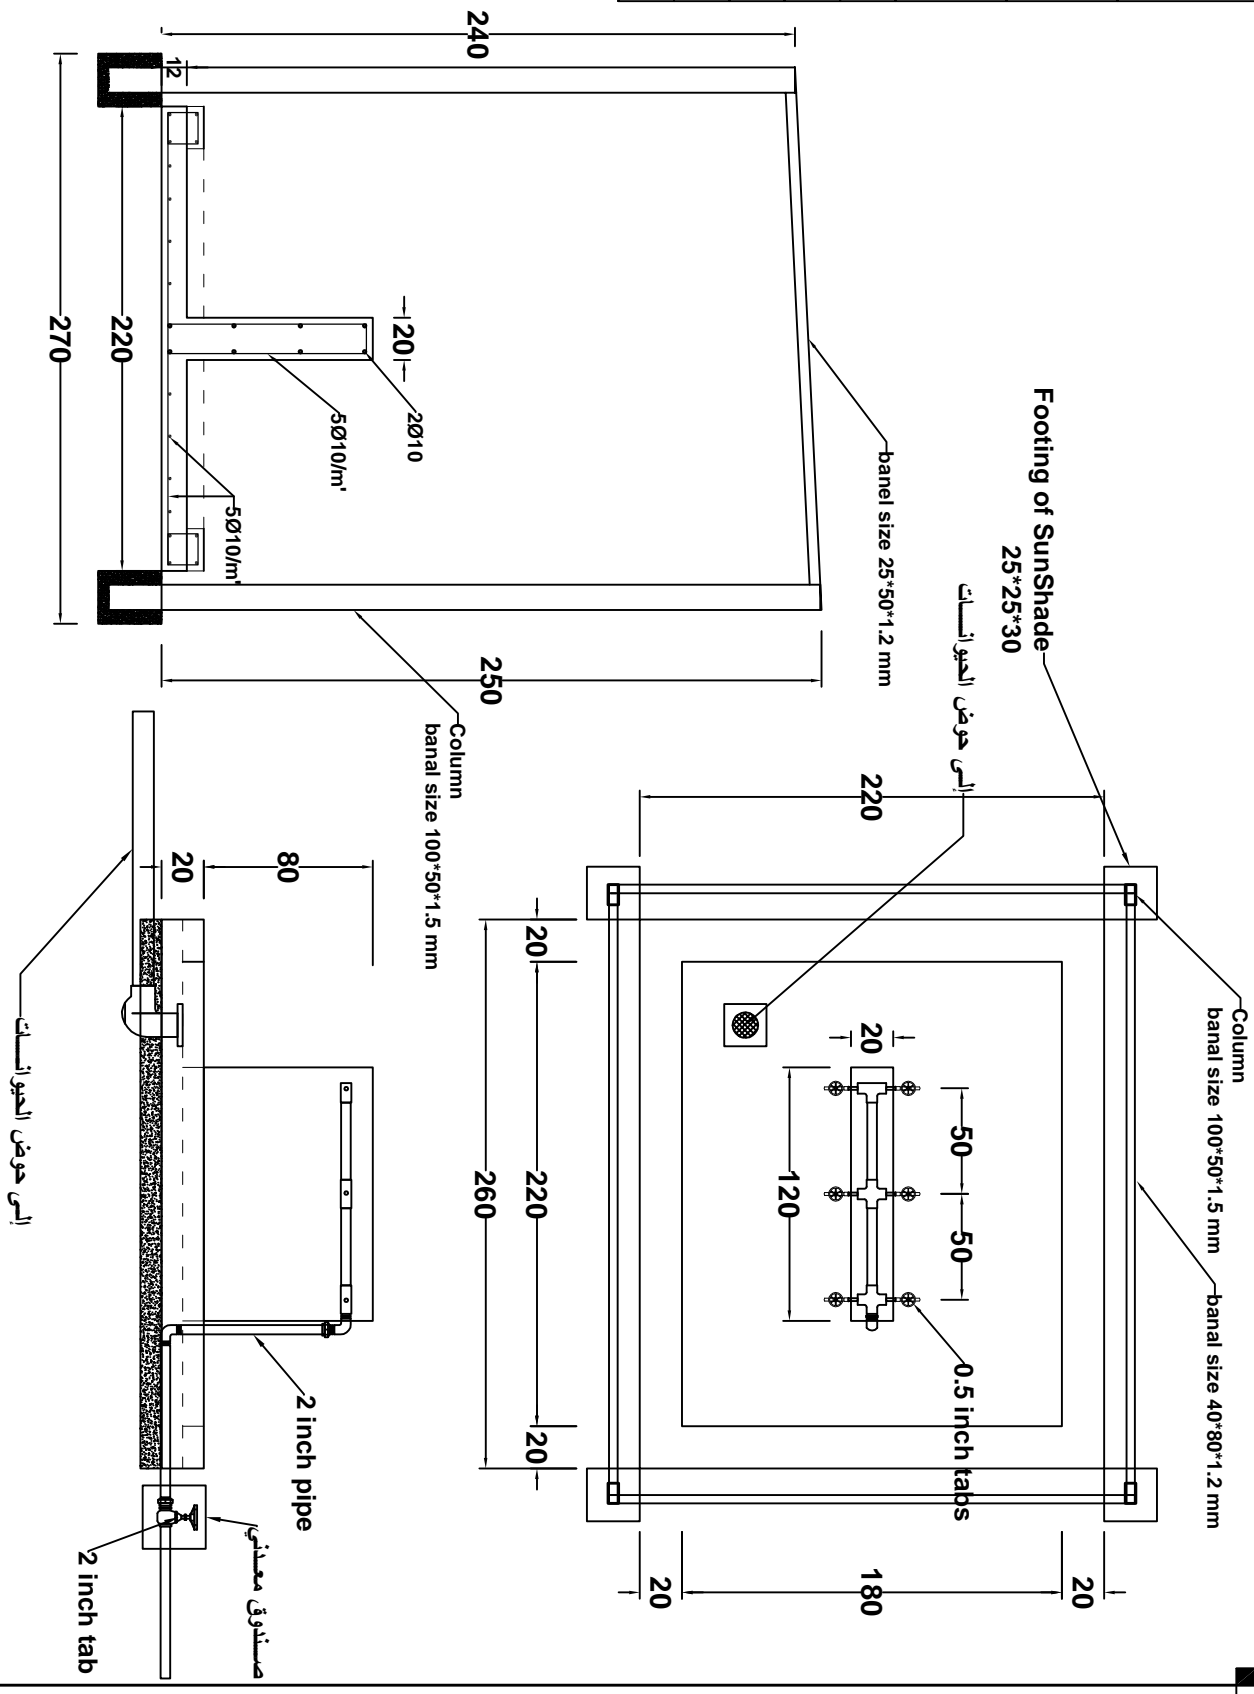 240
12
220
270
20
2Ø10
5Ø10/m'
5Ø10/m'
banel size 25*50*1.2 mm
250
Column
banal size 100*50*1.5 mm
Footing of SunShade
25*25*30
إلى حوض الحيوانات
220
Column
banal size 100*50*1.5 mm
banal size 40*80*1.2 mm
20
220
20
260
20
120
50
50
0.5 inch tabs
20
180
20
80
20
إلى حوض الحيوانات
2 inch pipe
صندوق معدني
2 inch tab